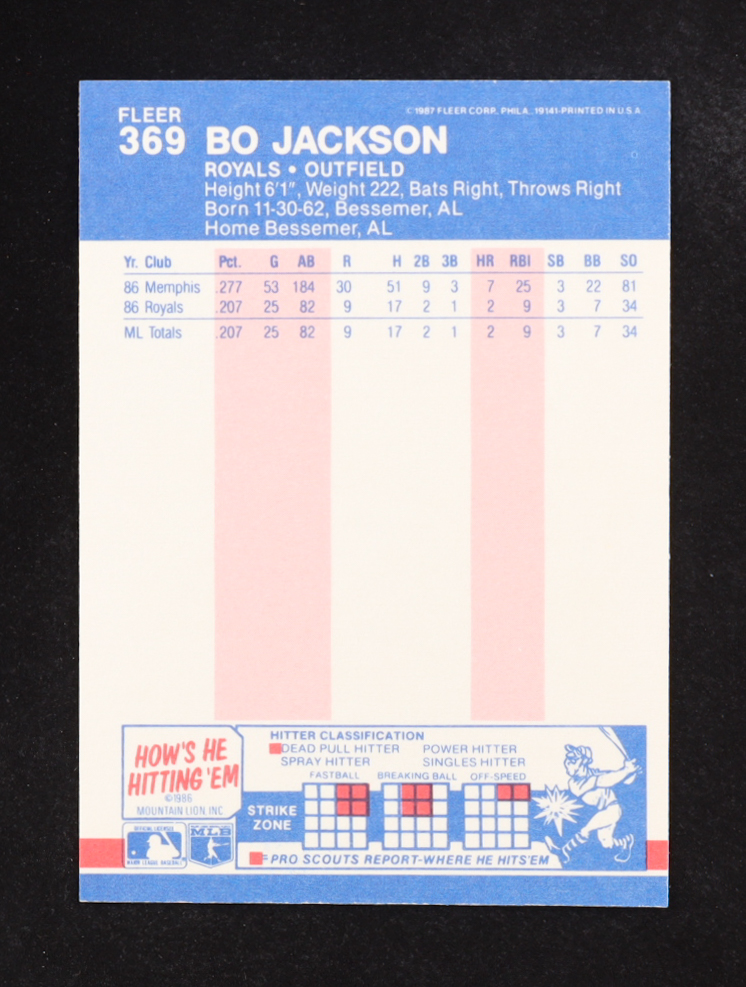 FLEER
©1987 FLEER CORP. PHILA. 19141-PRINTED IN U.S.A.
369 BO JACKSON
ROYALS • OUTFIELD
Height 6'1", Weight 222, Bats Right, Throws Right
Born 11-30-62, Bessemer, AL
Home Bessemer, AL
Yr. Club Pct. G AB R H 2B 3B HR RBI SB BB SO
86 Memphis .277 53 184 30 51 9 3 7 25 3 22 81
86 Royals .207 25 82 9 17 2 1 2 9 3 7 34
ML Totals .207 25 82 9 17 2 1 2 9 3 7 34
HOW'S HE
HITTING 'EM
©1986
MOUNTAIN LION, INC.
HITTER CLASSIFICATION
DEAD PULL HITTER POWER HITTER
SPRAY HITTER SINGLES HITTER
FASTBALL BREAKING BALL OFF-SPEED
STRIKE
ZONE
= PRO SCOUTS REPORT-WHERE HE HITS 'EM
OFFICIAL LICENSEE
MAJOR LEAGUE BASEBALL
MLB